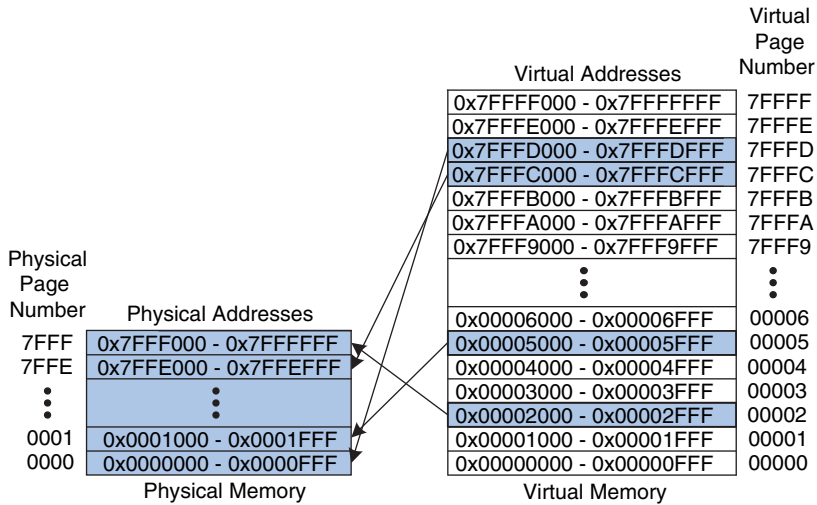 Virtual Page Number
Virtual Addresses
0x7FFFF000 - 0x7FFFFFFF 7FFFF
0x7FFFE000 - 0x7FFFEFFF 7FFFE
0x7FFFD000 - 0x7FFFDFFF 7FFFD
0x7FFFC000 - 0x7FFFCFFF 7FFFC
0x7FFFB000 - 0x7FFFBFFF 7FFFB
0x7FFFA000 - 0x7FFFAFFF 7FFFA
0x7FFF9000 - 0x7FFF9FFF 7FFF9
0x00006000 - 0x00006FFF 00006
0x00005000 - 0x00005FFF 00005
0x00004000 - 0x00004FFF 00004
0x00003000 - 0x00003FFF 00003
0x00002000 - 0x00002FFF 00002
0x00001000 - 0x00001FFF 00001
0x00000000 - 0x00000FFF 00000
Virtual Memory
Physical Page Number
Physical Addresses
7FFF 0x7FFF000 - 0x7FFFFFF
7FFE 0x7FFE000 - 0x7FFEFFF
0001 0x0001000 - 0x0001FFF
0000 0x0000000 - 0x0000FFF
Physical Memory